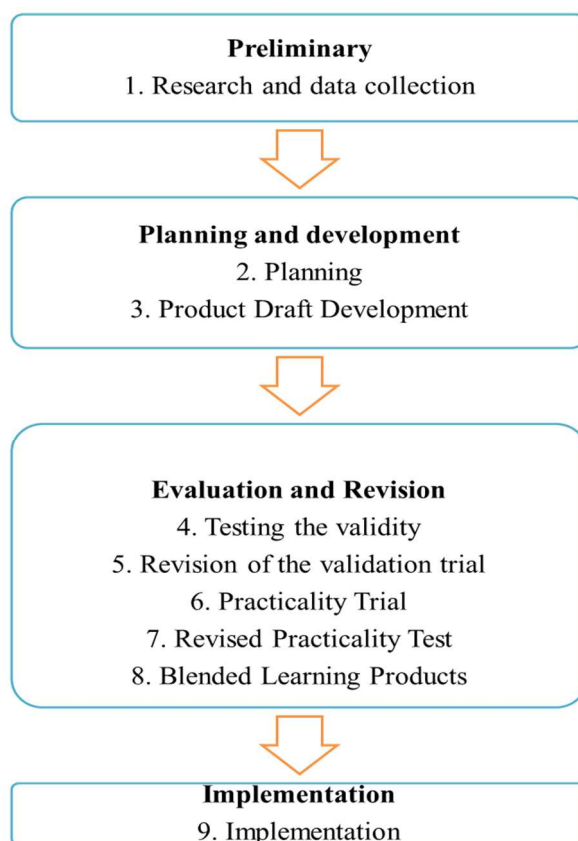 Preliminary
1. Research and data collection
Planning and development
2. Planning
3. Product Draft Development
Evaluation and Revision
4. Testing the validity
5. Revision of the validation trial
6. Practicality Trial
7. Revised Practicality Test
8. Blended Learning Products
Implementation
9. Implementation